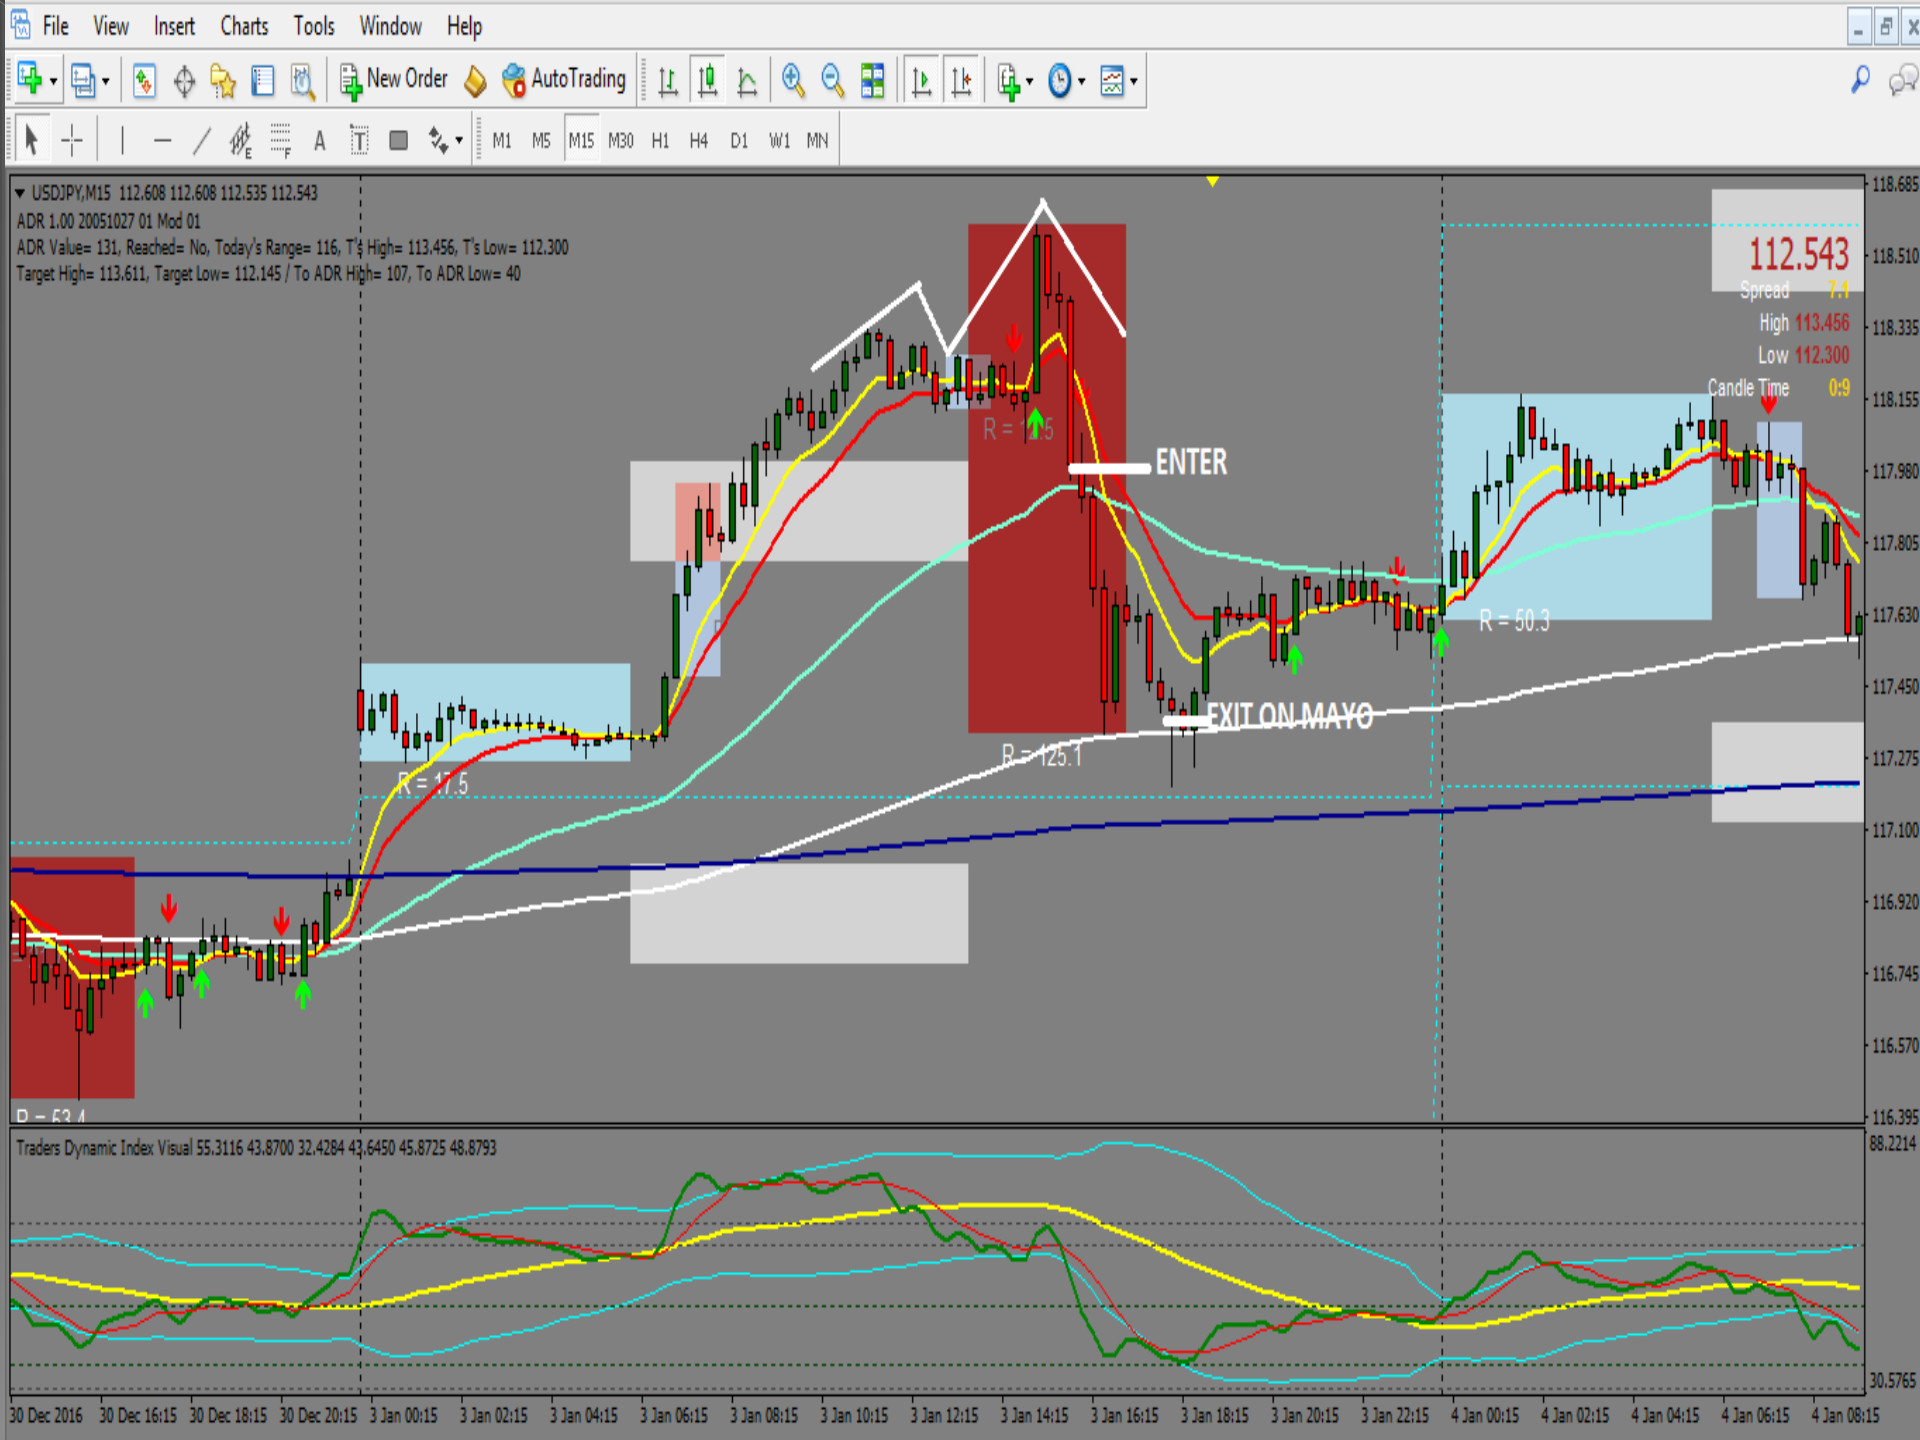 File View Insert Charts Tools Window Help
New Order AutoTrading
A T M1 M5 M15 M30 H1 H4 D1 W1 MN
USDJPY,M15 112.608 112.608 112.535 112.543
ADR 1.00 20051027 01 Mod 01
ADR Value= 131, Reached= No, Today's Range= 116, T's High= 113.456, T's Low= 112.300
Target High= 113.611, Target Low= 112.145 / To ADR High= 107, To ADR Low= 40
112.543
Spread 7.1
High 113.456
Low 112.300
Candle Time 0:9
118.685
118.510
118.335
118.155
117.980
117.805
117.630
117.450
117.275
117.100
116.920
116.745
116.570
116.395
ENTER
R = 50.3
EXIT ON MAYO
R = 125.1
R = 17.5
R = 63.4
Traders Dynamic Index Visual 55.3116 43.8700 32.4284 43.6450 45.8725 48.8793
88.2214
30.5765
30 Dec 2016 30 Dec 16:15 30 Dec 18:15 30 Dec 20:15 3 Jan 00:15 3 Jan 02:15 3 Jan 04:15 3 Jan 06:15 3 Jan 08:15 3 Jan 10:15 3 Jan 12:15 3 Jan 14:15 3 Jan 16:15 3 Jan 18:15 3 Jan 20:15 3 Jan 22:15 4 Jan 00:15 4 Jan 02:15 4 Jan 04:15 4 Jan 06:15 4 Jan 08:15